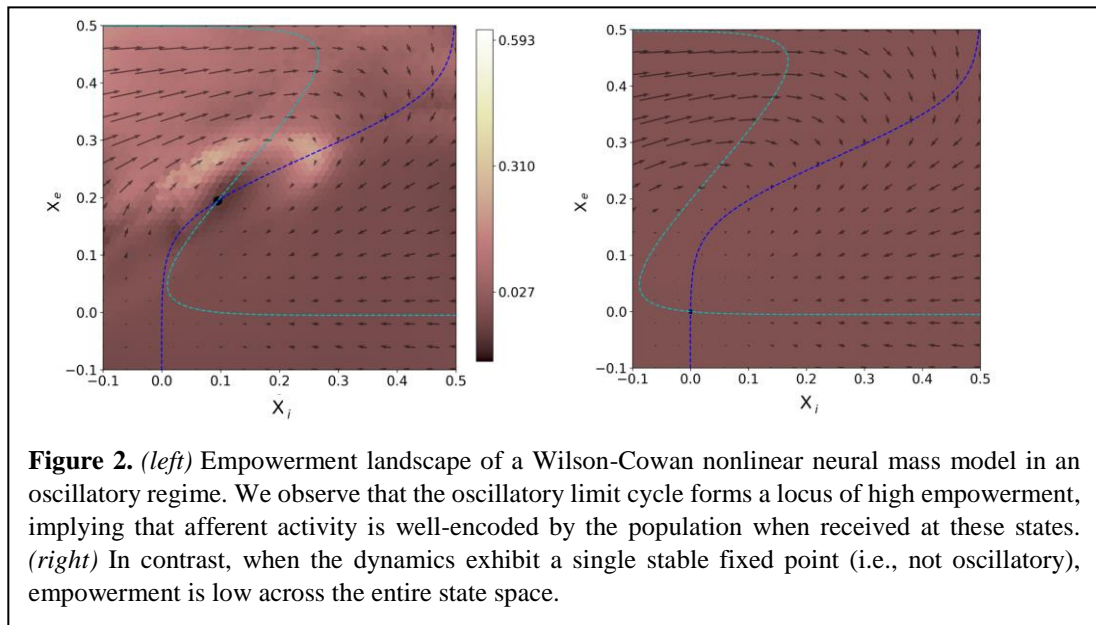 0.5
0.4
0.3
0.2
0.1
0.0
−0.1
X e
−0.1 0.0 0.1 0.2 0.3 0.4 0.5
X i
0.593
0.310
0.027
0.5
0.4
0.3
0.2
0.1
0.0
−0.1
X e
−0.1 0.0 0.1 0.2 0.3 0.4 0.5
X i
Figure 2. (left) Empowerment landscape of a Wilson-Cowan nonlinear neural mass model in an
oscillatory regime. We observe that the oscillatory limit cycle forms a locus of high empowerment,
implying that afferent activity is well-encoded by the population when received at these states.
(right) In contrast, when the dynamics exhibit a single stable fixed point (i.e., not oscillatory),
empowerment is low across the entire state space.